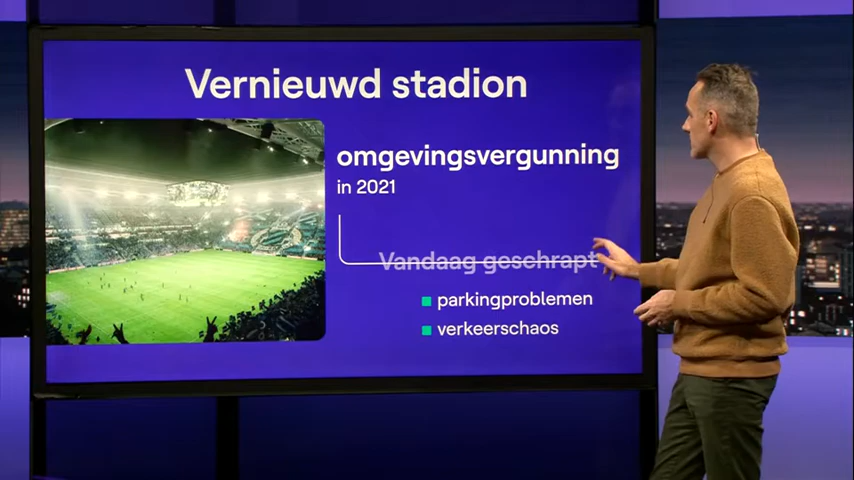 Vernieuwd stadion
omgevingsvergunning
in 2021
Vandaag geschrapt
parkingproblemen
verkeerschaos